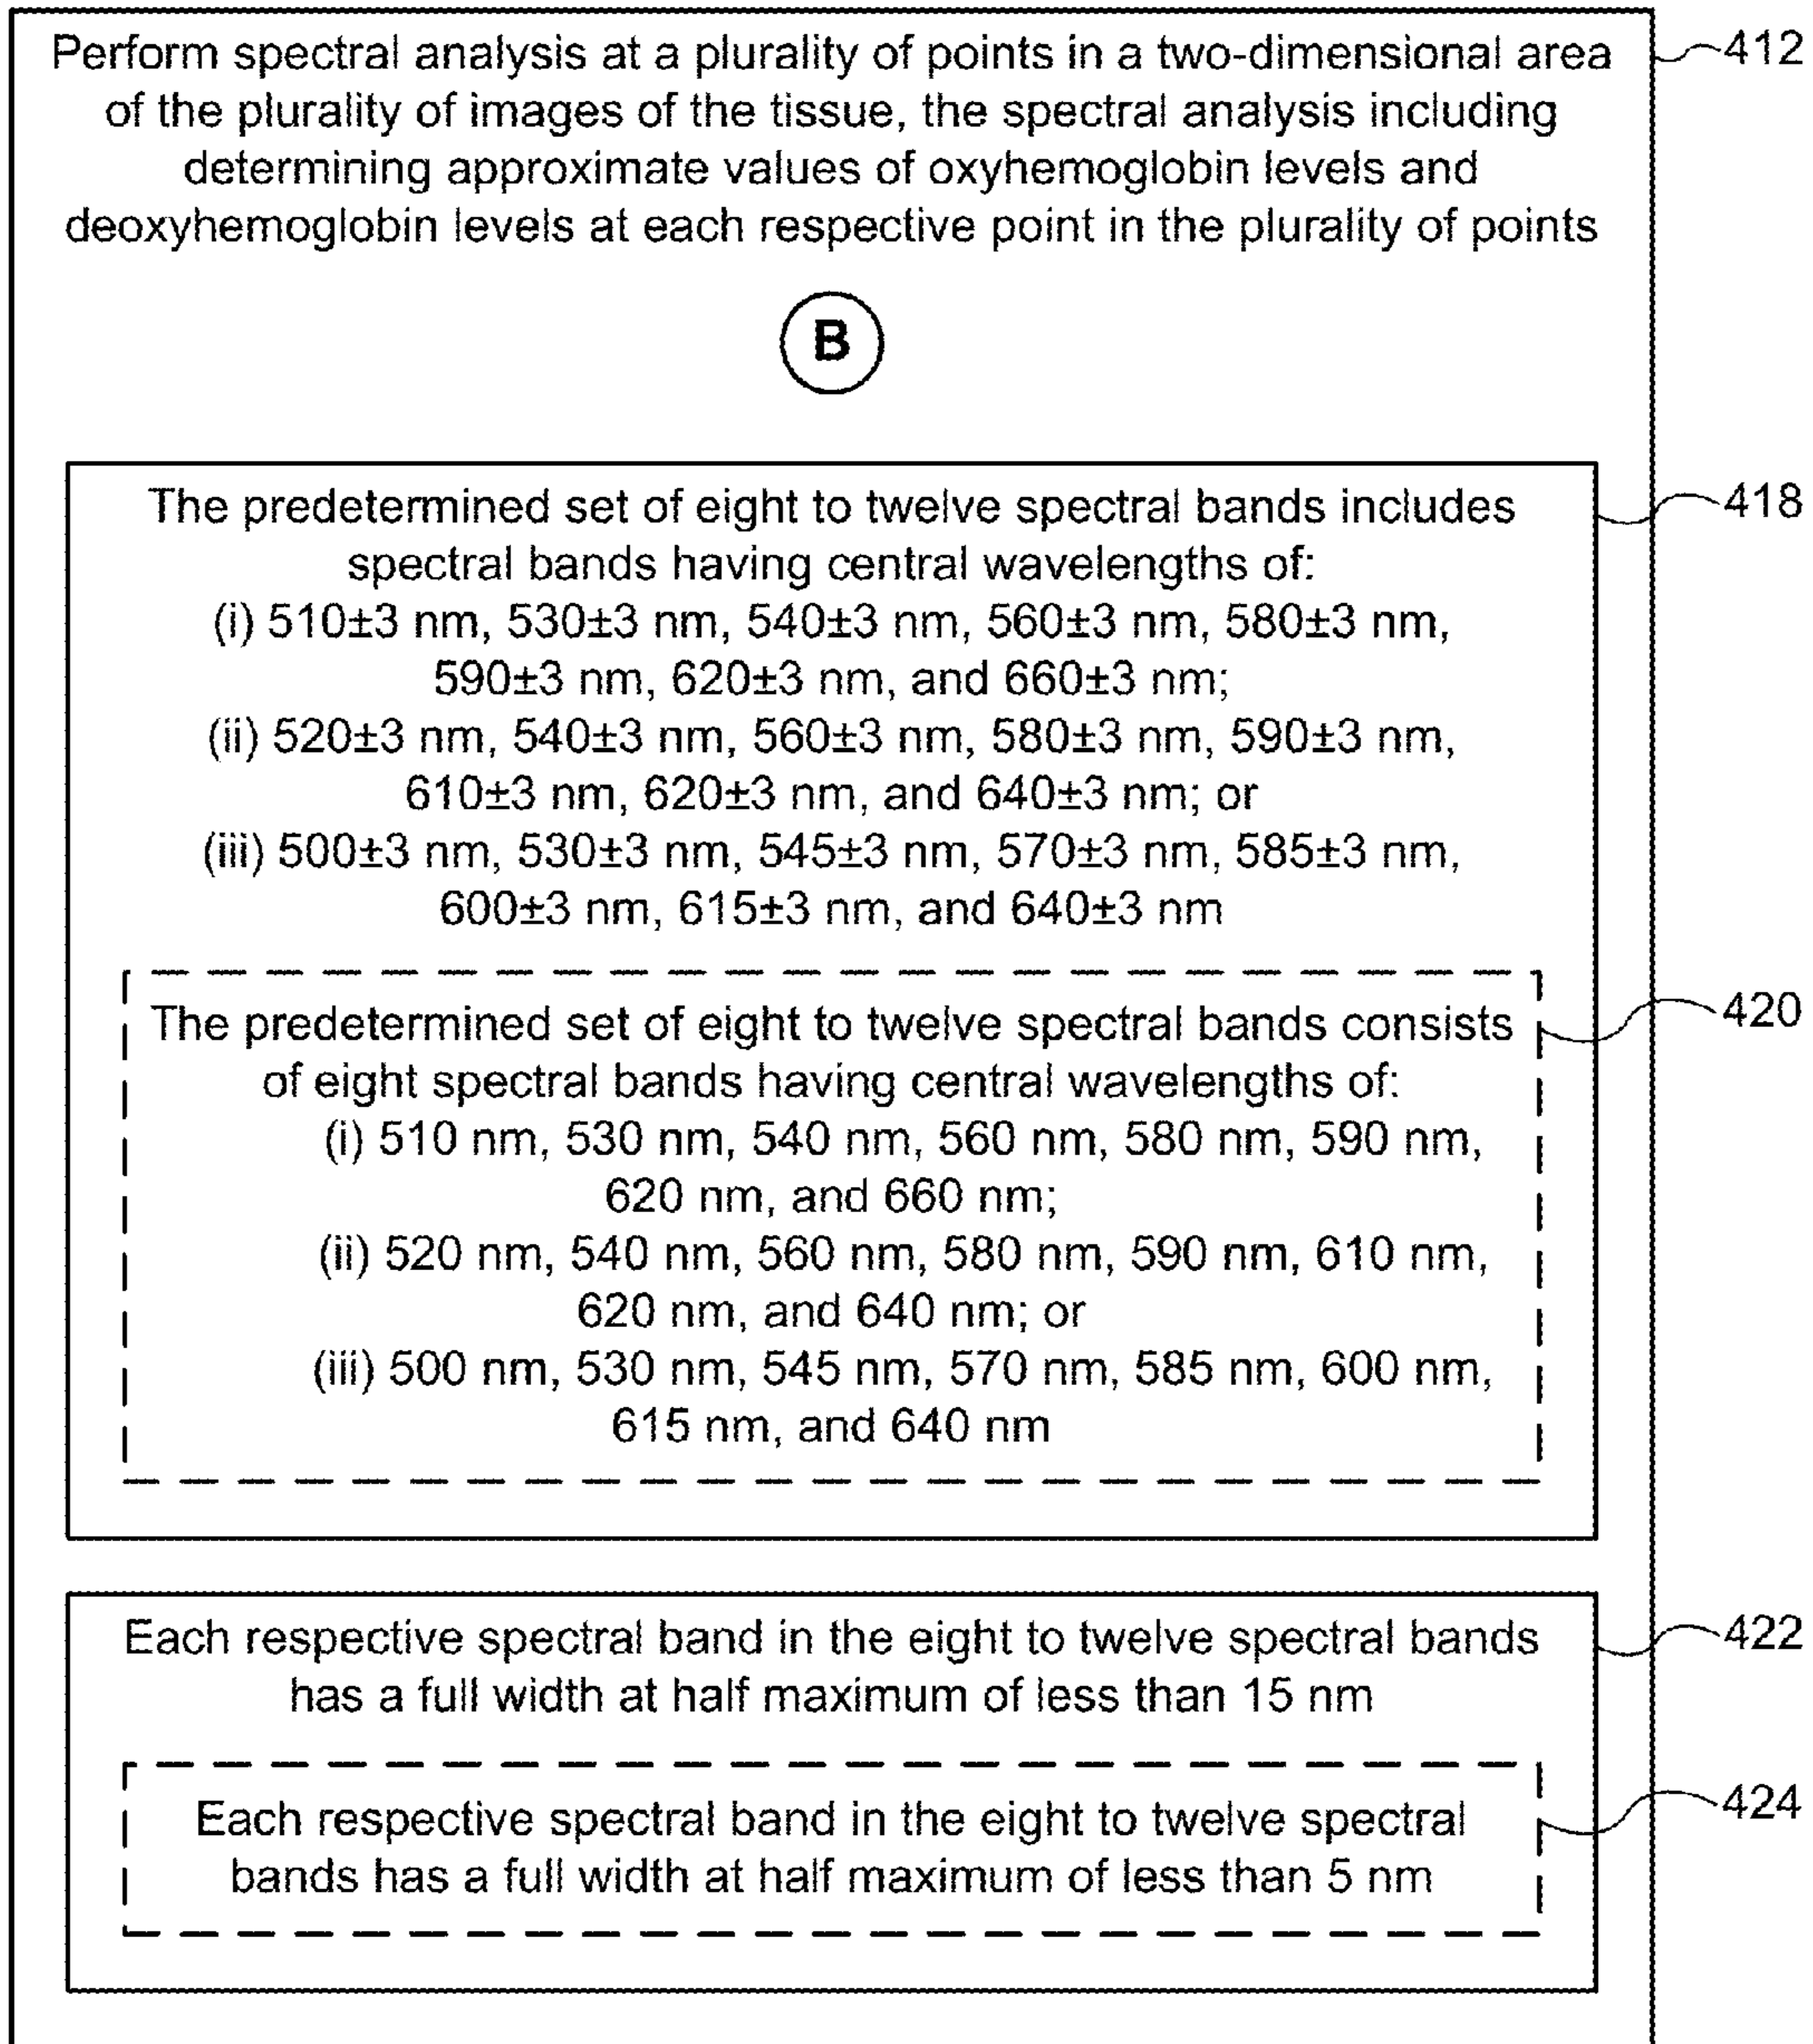 Perform spectral analysis at a plurality of points in a two-dimensional area
of the plurality of images of the tissue, the spectral analysis including
determining approximate values of oxyhemoglobin levels and
deoxyhemoglobin levels at each respective point in the plurality of points
412
B
The predetermined set of eight to twelve spectral bands includes
spectral bands having central wavelengths of:
(i) 510±3 nm, 530±3 nm, 540±3 nm, 560±3 nm, 580±3 nm,
590±3 nm, 620±3 nm, and 660±3 nm;
(ii) 520±3 nm, 540±3 nm, 560±3 nm, 580±3 nm, 590±3 nm,
610±3 nm, 620±3 nm, and 640±3 nm; or
(iii) 500±3 nm, 530±3 nm, 545±3 nm, 570±3 nm, 585±3 nm,
600±3 nm, 615±3 nm, and 640±3 nm
418
The predetermined set of eight to twelve spectral bands consists
of eight spectral bands having central wavelengths of:
(i) 510 nm, 530 nm, 540 nm, 560 nm, 580 nm, 590 nm,
620 nm, and 660 nm;
(ii) 520 nm, 540 nm, 560 nm, 580 nm, 590 nm, 610 nm,
620 nm, and 640 nm; or
(iii) 500 nm, 530 nm, 545 nm, 570 nm, 585 nm, 600 nm,
615 nm, and 640 nm
420
Each respective spectral band in the eight to twelve spectral bands
has a full width at half maximum of less than 15 nm
422
Each respective spectral band in the eight to twelve spectral
bands has a full width at half maximum of less than 5 nm
424